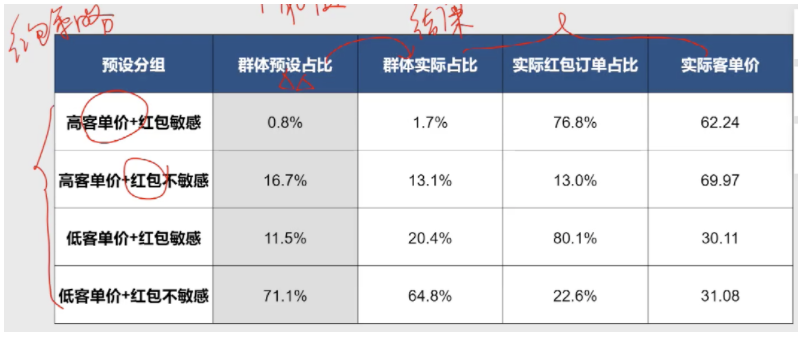 结课
预设分组 群体预设占比 群体实际占比 实际红包订单占比 实际客单价
高客单价+红包敏感 0.8% 1.7% 76.8% 62.24
高客单价+红包不敏感 16.7% 13.1% 13.0% 69.97
低客单价+红包敏感 11.5% 20.4% 80.1% 30.11
低客单价+红包不敏感 71.1% 64.8% 22.6% 31.08